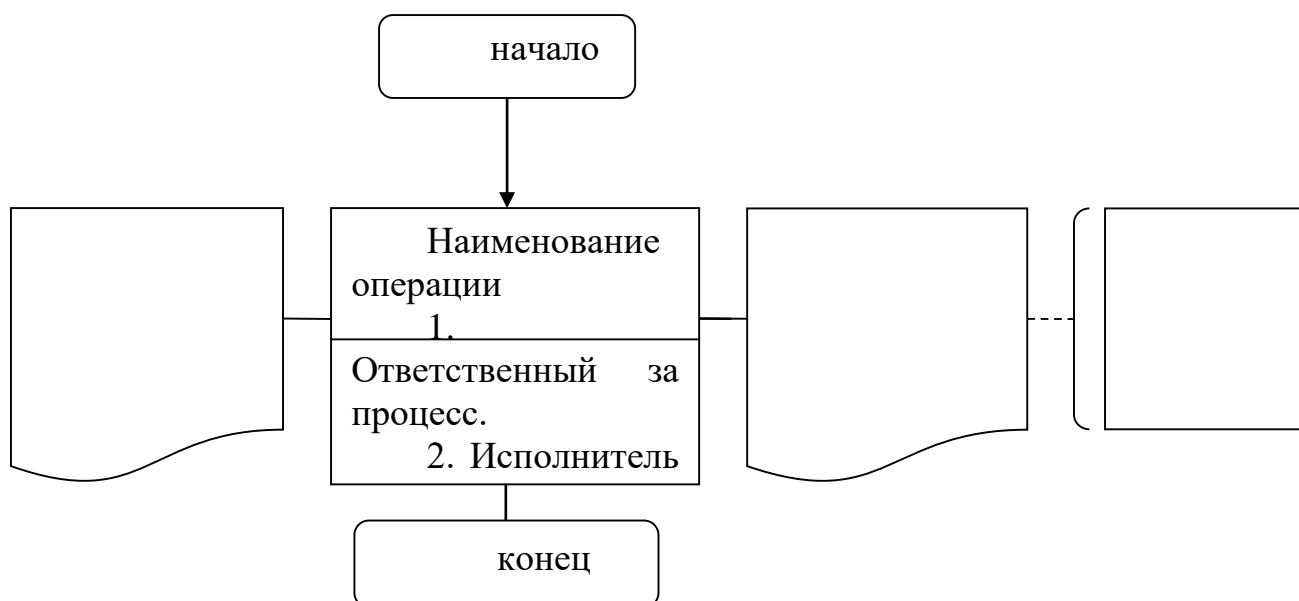 начало
Наименование
операции
1.
Ответственный за
процесс.
2. Исполнитель
конец